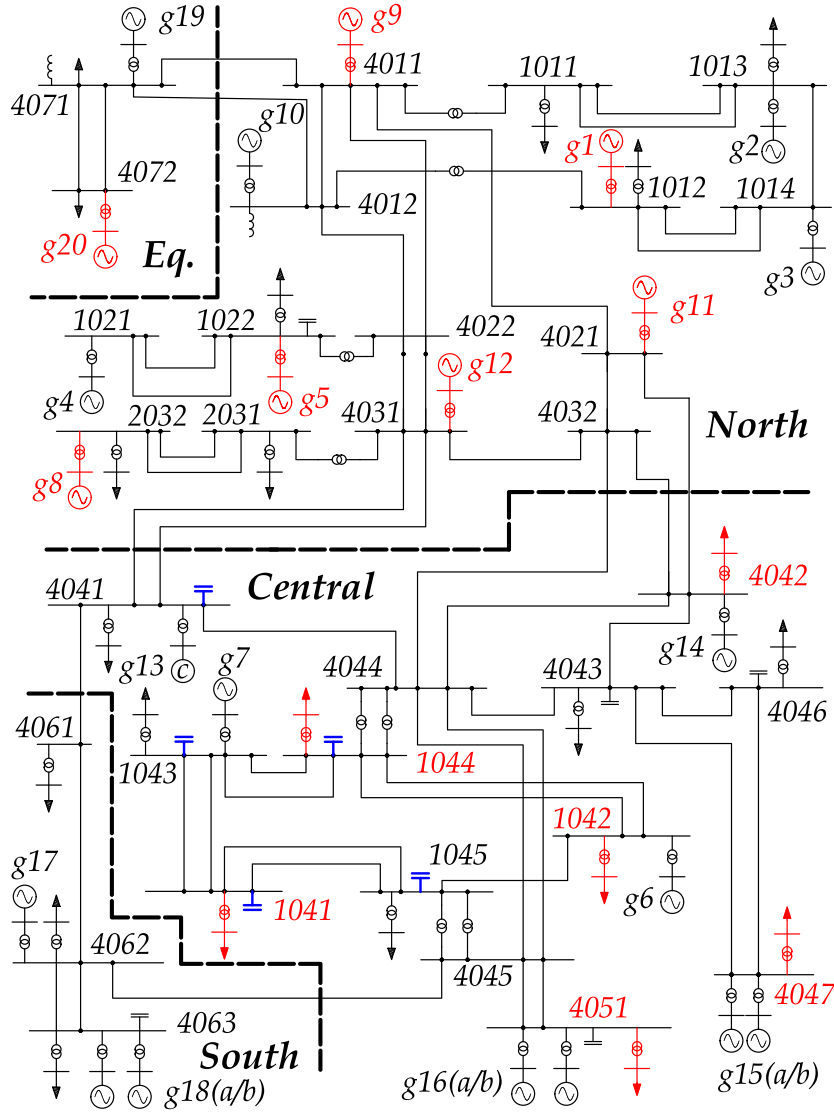 g19
g9
4071
4011
1011
1013
g10
g1
g2
4072
4012
1012
1014
g20
Eq.
g3
g11
1021
1022
4022
4021
g12
g4
g5
2032
2031
4031
4032
North
g8
Central
4041
4042
g13
C
g7
g14
4044
4043
4046
4061
1043
1044
1042
g17
1045
1041
g6
4062
4045
4047
4063
4051
South
g18(a/b)
g16(a/b)
g15(a/b)